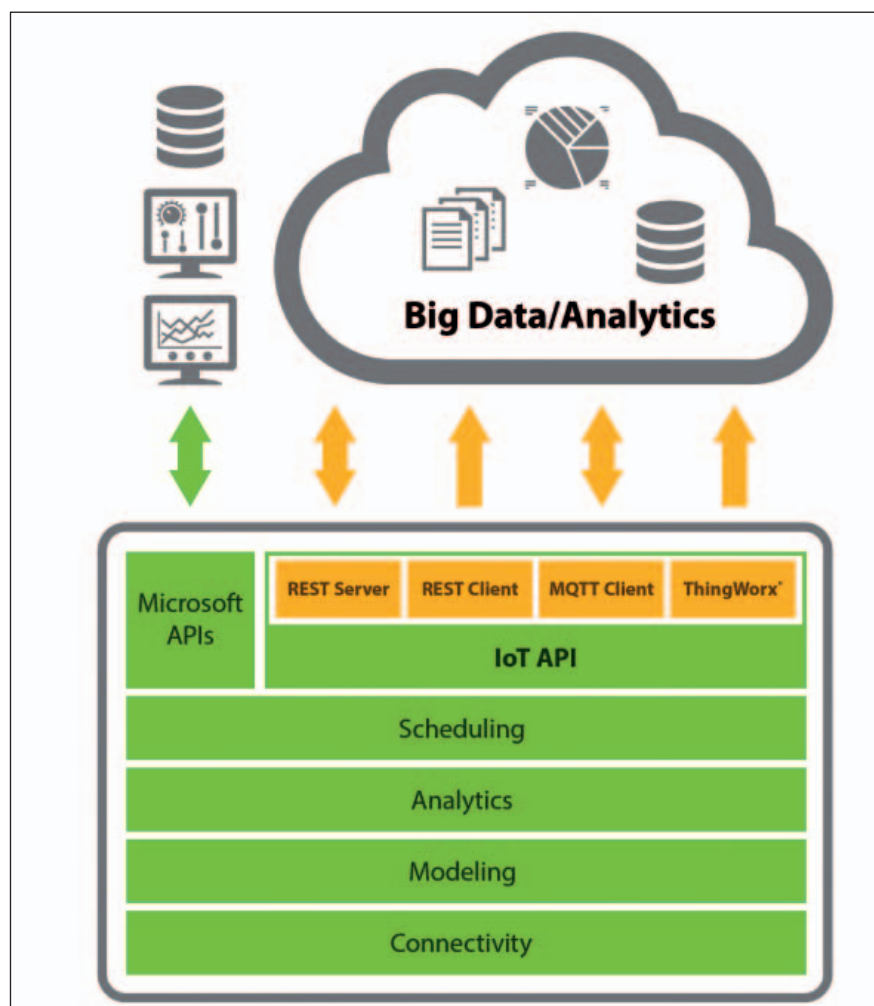 Big Data/Analytics
Microsoft
APIs
REST Server
REST Client
MQTT Client
ThingWorx®
IoT API
Scheduling
Analytics
Modeling
Connectivity